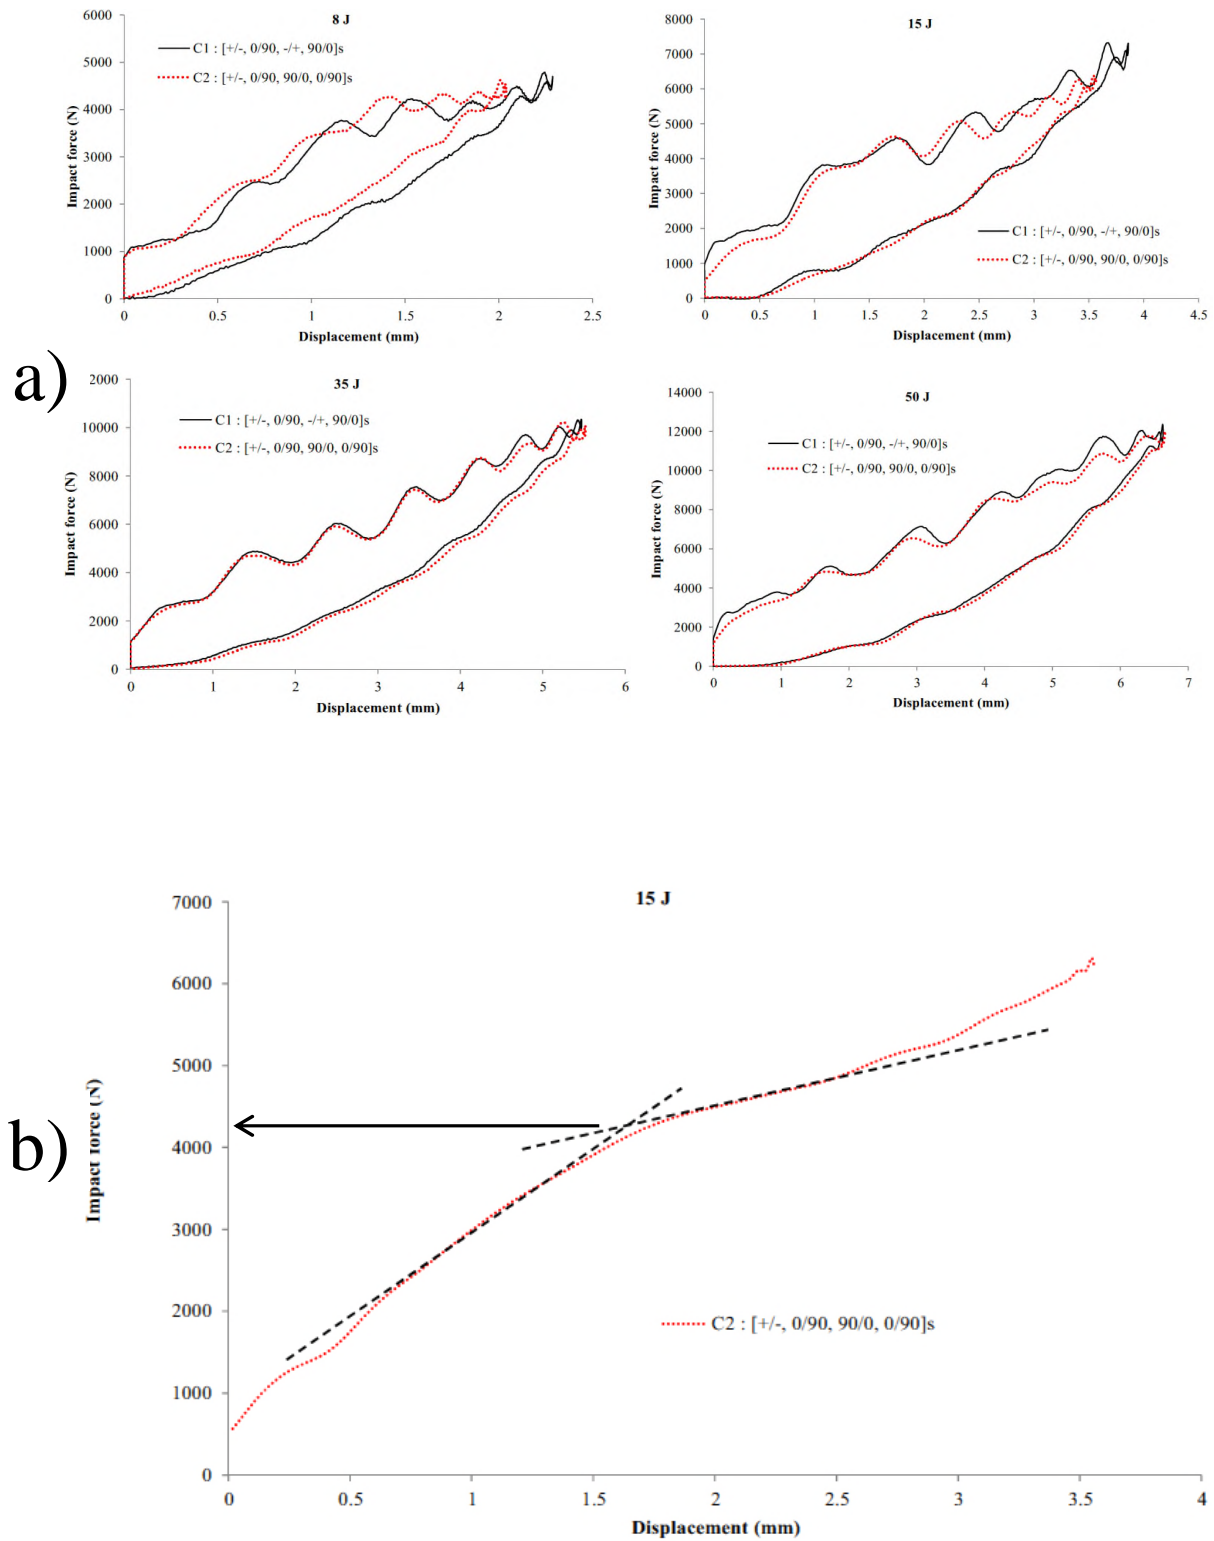 8 J
6000
5000
4000
3000
2000
1000
0
Impact force (N)
C1 : [+/-, 0/90, -/+, 90/0]s
C2 : [+/-, 0/90, 90/0, 0/90]s
0 0.5 1 1.5 2 2.5
Displacement (mm)
15 J
8000
7000
6000
5000
4000
3000
2000
1000
0
Impact force (N)
C1 : [+/-, 0/90, -/+, 90/0]s
C2 : [+/-, 0/90, 90/0, 0/90]s
0 0.5 1 1.5 2 2.5 3 3.5 4 4.5
Displacement (mm)
a)
35 J
2000
10000
8000
6000
4000
2000
0
Impact force (N)
C1 : [+/-, 0/90, -/+, 90/0]s
C2 : [+/-, 0/90, 90/0, 0/90]s
0 1 2 3 4 5 6
Displacement (mm)
50 J
14000
12000
10000
8000
6000
4000
2000
0
Impact force (N)
C1 : [+/-, 0/90, -/+, 90/0]s
C2 : [+/-, 0/90, 90/0, 0/90]s
0 1 2 3 4 5 6 7
Displacement (mm)
b)
15 J
7000
6000
5000
4000
3000
2000
1000
0
Impact force (N)
C2 : [+/-, 0/90, 90/0, 0/90]s
0 0.5 1 1.5 2 2.5 3 3.5 4
Displacement (mm)